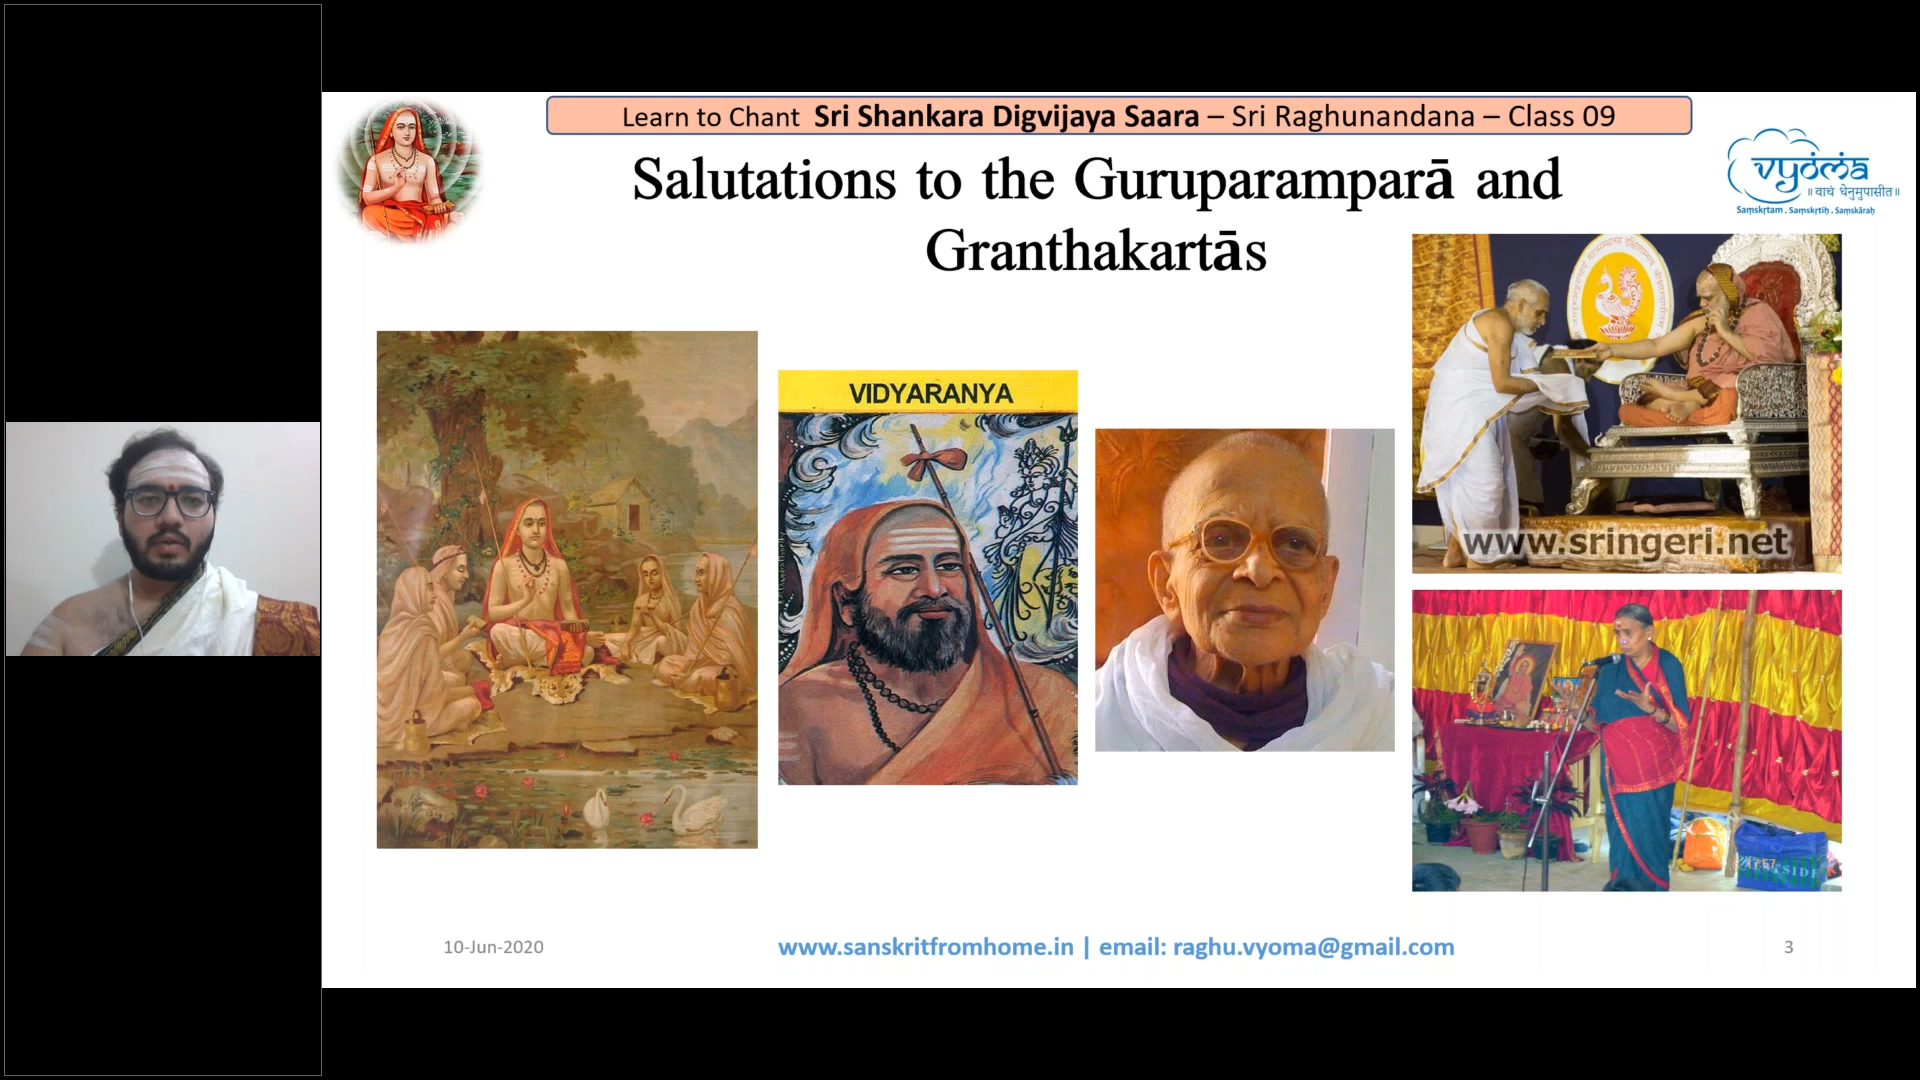 Learn to Chant Sri Shankara Digvijaya Saara – Sri Raghunandana – Class 09
Salutations to the Guruparamparā and
Granthakartās
vyoma
॥ वाचं धेनुमुपासीत॥
Saṃskṛtam . Saṃskṛtiḥ . Saṃskāraḥ
VIDYARANYA
www.sringeri.net
10-Jun-2020
www.sanskritfromhome.in | email: raghu.vyoma@gmail.com
3